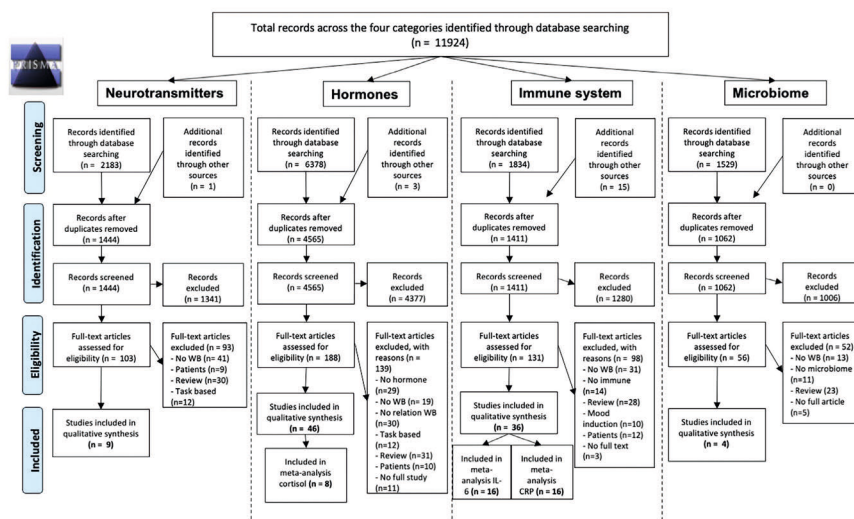 Total records across the four categories identified through database searching
(n = 11924)
PRISMA
Neurotransmitters
Hormones
Immune system
Microbiome
Screening
Records identified
through database
searching
(n = 2183)
Additional
records
identified
through other
sources
(n = 1)
Records identified
through database
searching
(n = 6378)
Additional
records
identified
through other
sources
(n = 3)
Records identified
through database
searching
(n = 1834)
Additional
records
identified
through other
sources
(n = 15)
Records identified
through database
searching
(n = 1529)
Additional
records
identified
through other
sources
(n = 0)
Identification
Records after
duplicates removed
(n = 1444)
Records after
duplicates removed
(n = 4565)
Records after
duplicates removed
(n = 1411)
Records after
duplicates removed
(n = 1062)
Records screened
(n = 1444)
Records
excluded
(n = 1341)
Records screened
(n = 4565)
Records
excluded
(n = 4377)
Records screened
(n = 1411)
Records
excluded
(n = 1280)
Records screened
(n = 1062)
Records
excluded
(n = 1006)
Eligibility
Full-text articles
assessed for
eligibility (n = 103)
Full-text articles
excluded (n = 93)
- No WB (n= 41)
- Patients (n=9)
- Review (n=30)
- Task based
(n=12)
Full-text articles
assessed for
eligibility (n = 188)
Full-text articles
excluded, with
reasons (n =
139)
- No hormone
(n=29)
- No WB (n= 19)
- No relation WB
(n=30)
- Task based
(n=12)
- Review (n=31)
- Patients (n=10)
- No full study
(n=11)
Full-text articles
assessed for
eligibility (n = 131)
Full-text articles
excluded, with
reasons (n = 98)
- No WB (n= 31)
- No immune
(n=14)
- Review (n=28)
- Mood
induction (n=10)
- Patients (n=12)
- No full text
(n=3)
Full-text articles
assessed for
eligibility (n = 56)
Full-text articles
excluded (n = 52)
- No WB (n= 13)
- No microbiome
(n=11)
- Review (23)
- No full article
(n=5)
Included
Studies included in
qualitative synthesis
(n = 9)
Studies included in
qualitative synthesis
(n = 46)
Included in
meta-analysis
cortisol (n = 8)
Studies included in
qualitative synthesis
(n = 36)
Included in
meta-analysis IL-
6 (n = 16)
Included in
meta- analysis
CRP (n = 16)
Studies included in
qualitative synthesis
(n = 4)